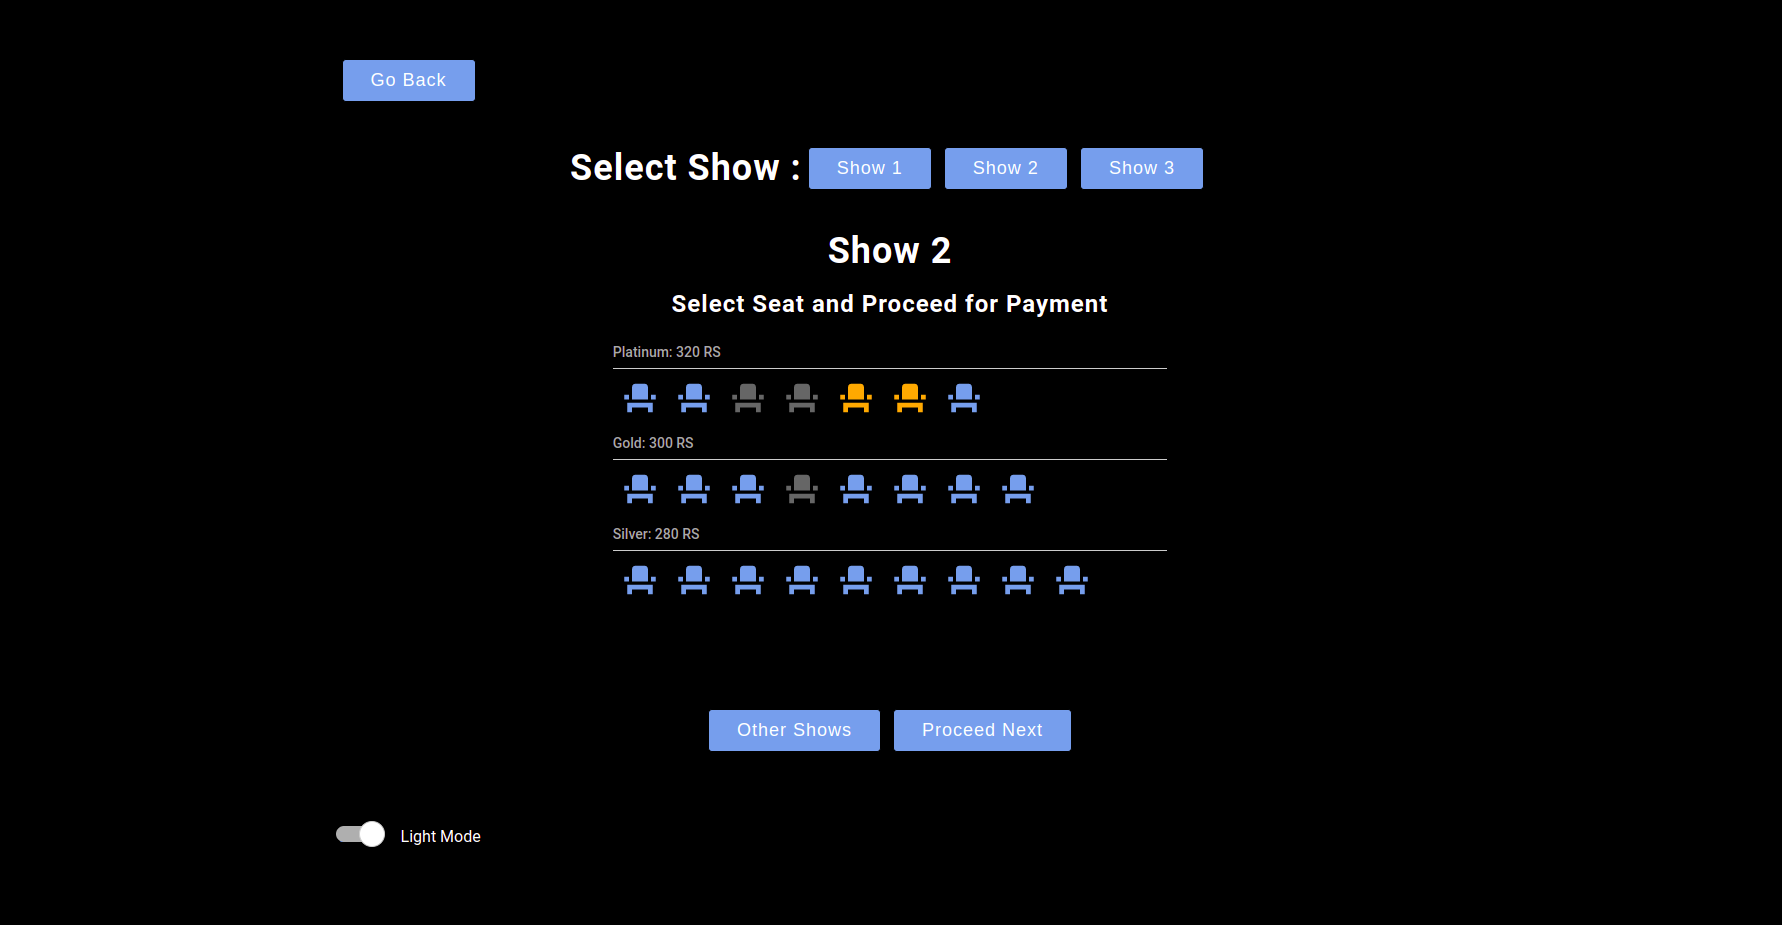 Go Back
Select Show : Show 1 Show 2 Show 3
Show 2
Select Seat and Proceed for Payment
Platinum: 320 RS
Gold: 300 RS
Silver: 280 RS
Other Shows Proceed Next
Light Mode